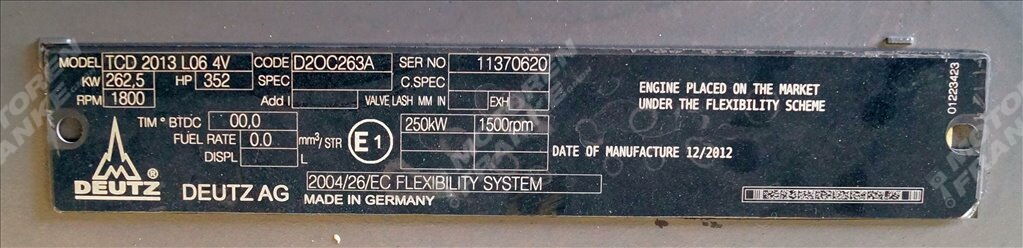 MODEL TCD 2013 L06 4V CODE D2OC263A SER NO 11370620
KW 262,5 HP 352 SPEC C.SPEC
RPM 1800 Add I VALVE LASH MM IN EXH
TIM° BTDC 00,0
FUEL RATE 0.0 mm³/STR
DISPL L
E1
250kW 1500rpm
DEUTZ ®
DEUTZ AG
2004/26/EC FLEXIBILITY SYSTEM
MADE IN GERMANY
ENGINE PLACED ON THE MARKET
UNDER THE FLEXIBILITY SCHEME
DATE OF MANUFACTURE 12/2012
01223423